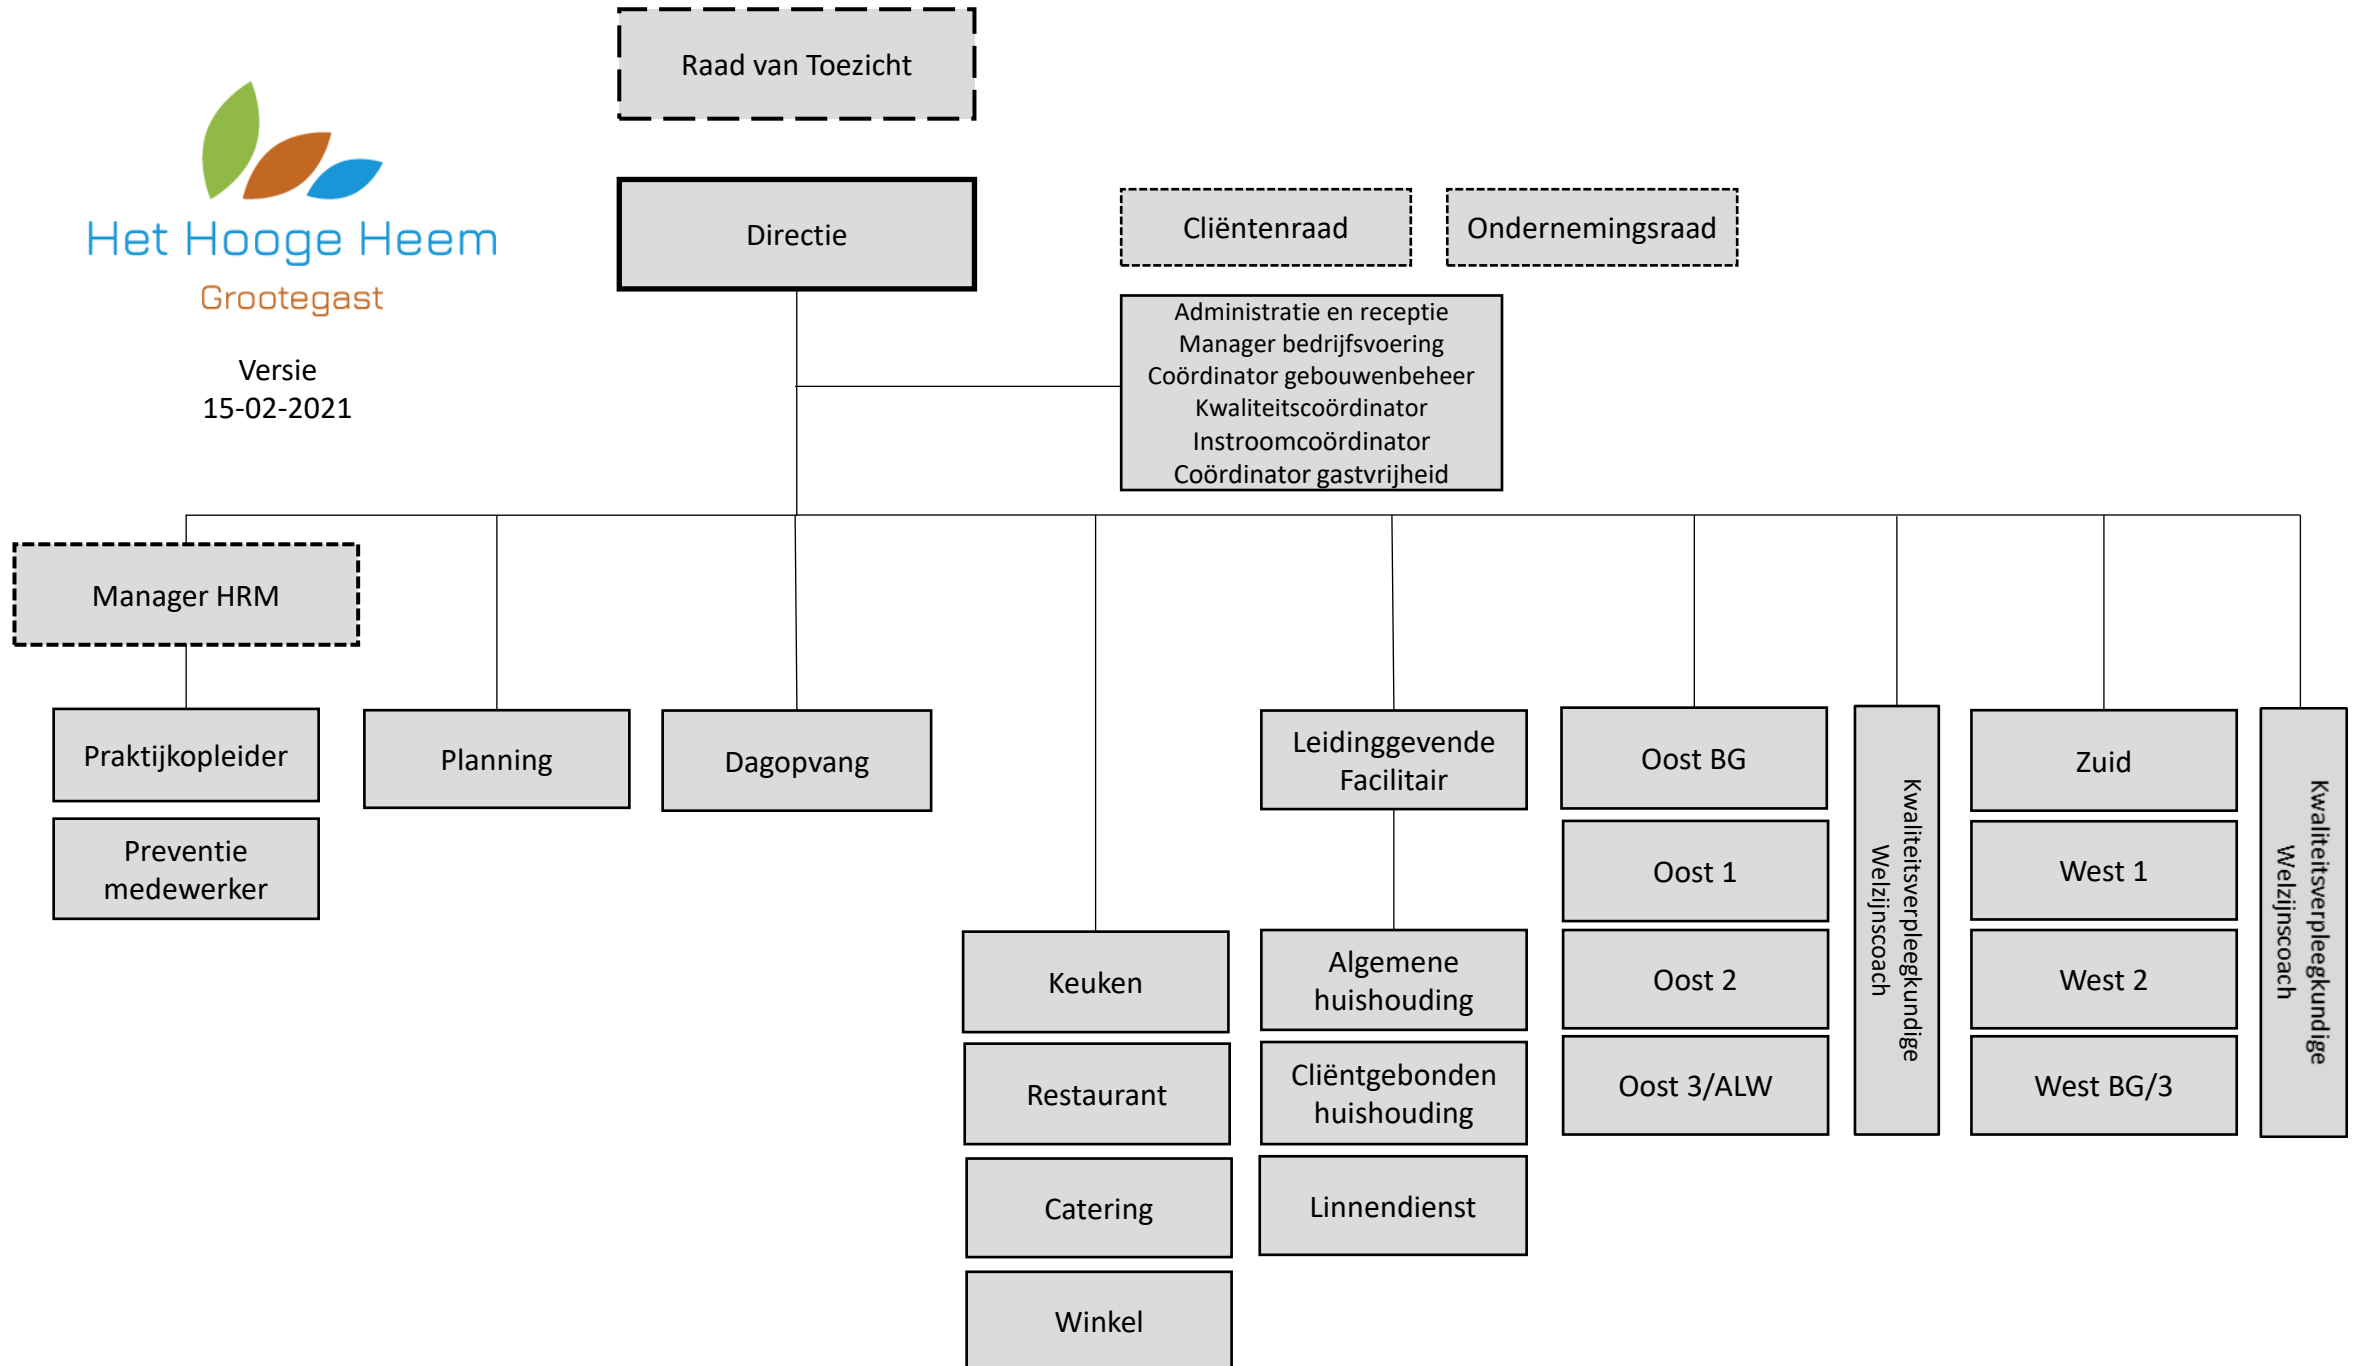 Raad van Toezicht
Het Hooge Heem
Grootegast
Versie
15-02-2021
Directie
Cliëntenraad
Ondernemingsraad
Administratie en receptie
Manager bedrijfsvoering
Coördinator gebouwenbeheer
Kwaliteitscoördinator
Instroomcoördinator
Coördinator gastvrijheid
Manager HRM
Praktijkopleider
Preventie
medewerker
Planning
Dagopvang
Keuken
Restaurant
Catering
Winkel
Leidinggevende
Facilitair
Algemene
huishouding
Cliëntgebonden
huishouding
Linnendienst
Oost BG
Oost 1
Oost 2
Oost 3/ALW
Kwaliteitsverpleegkundige
Welzijnscoach
Zuid
West 1
West 2
West BG/3
Kwaliteitsverpleegkundige
Welzijnscoach